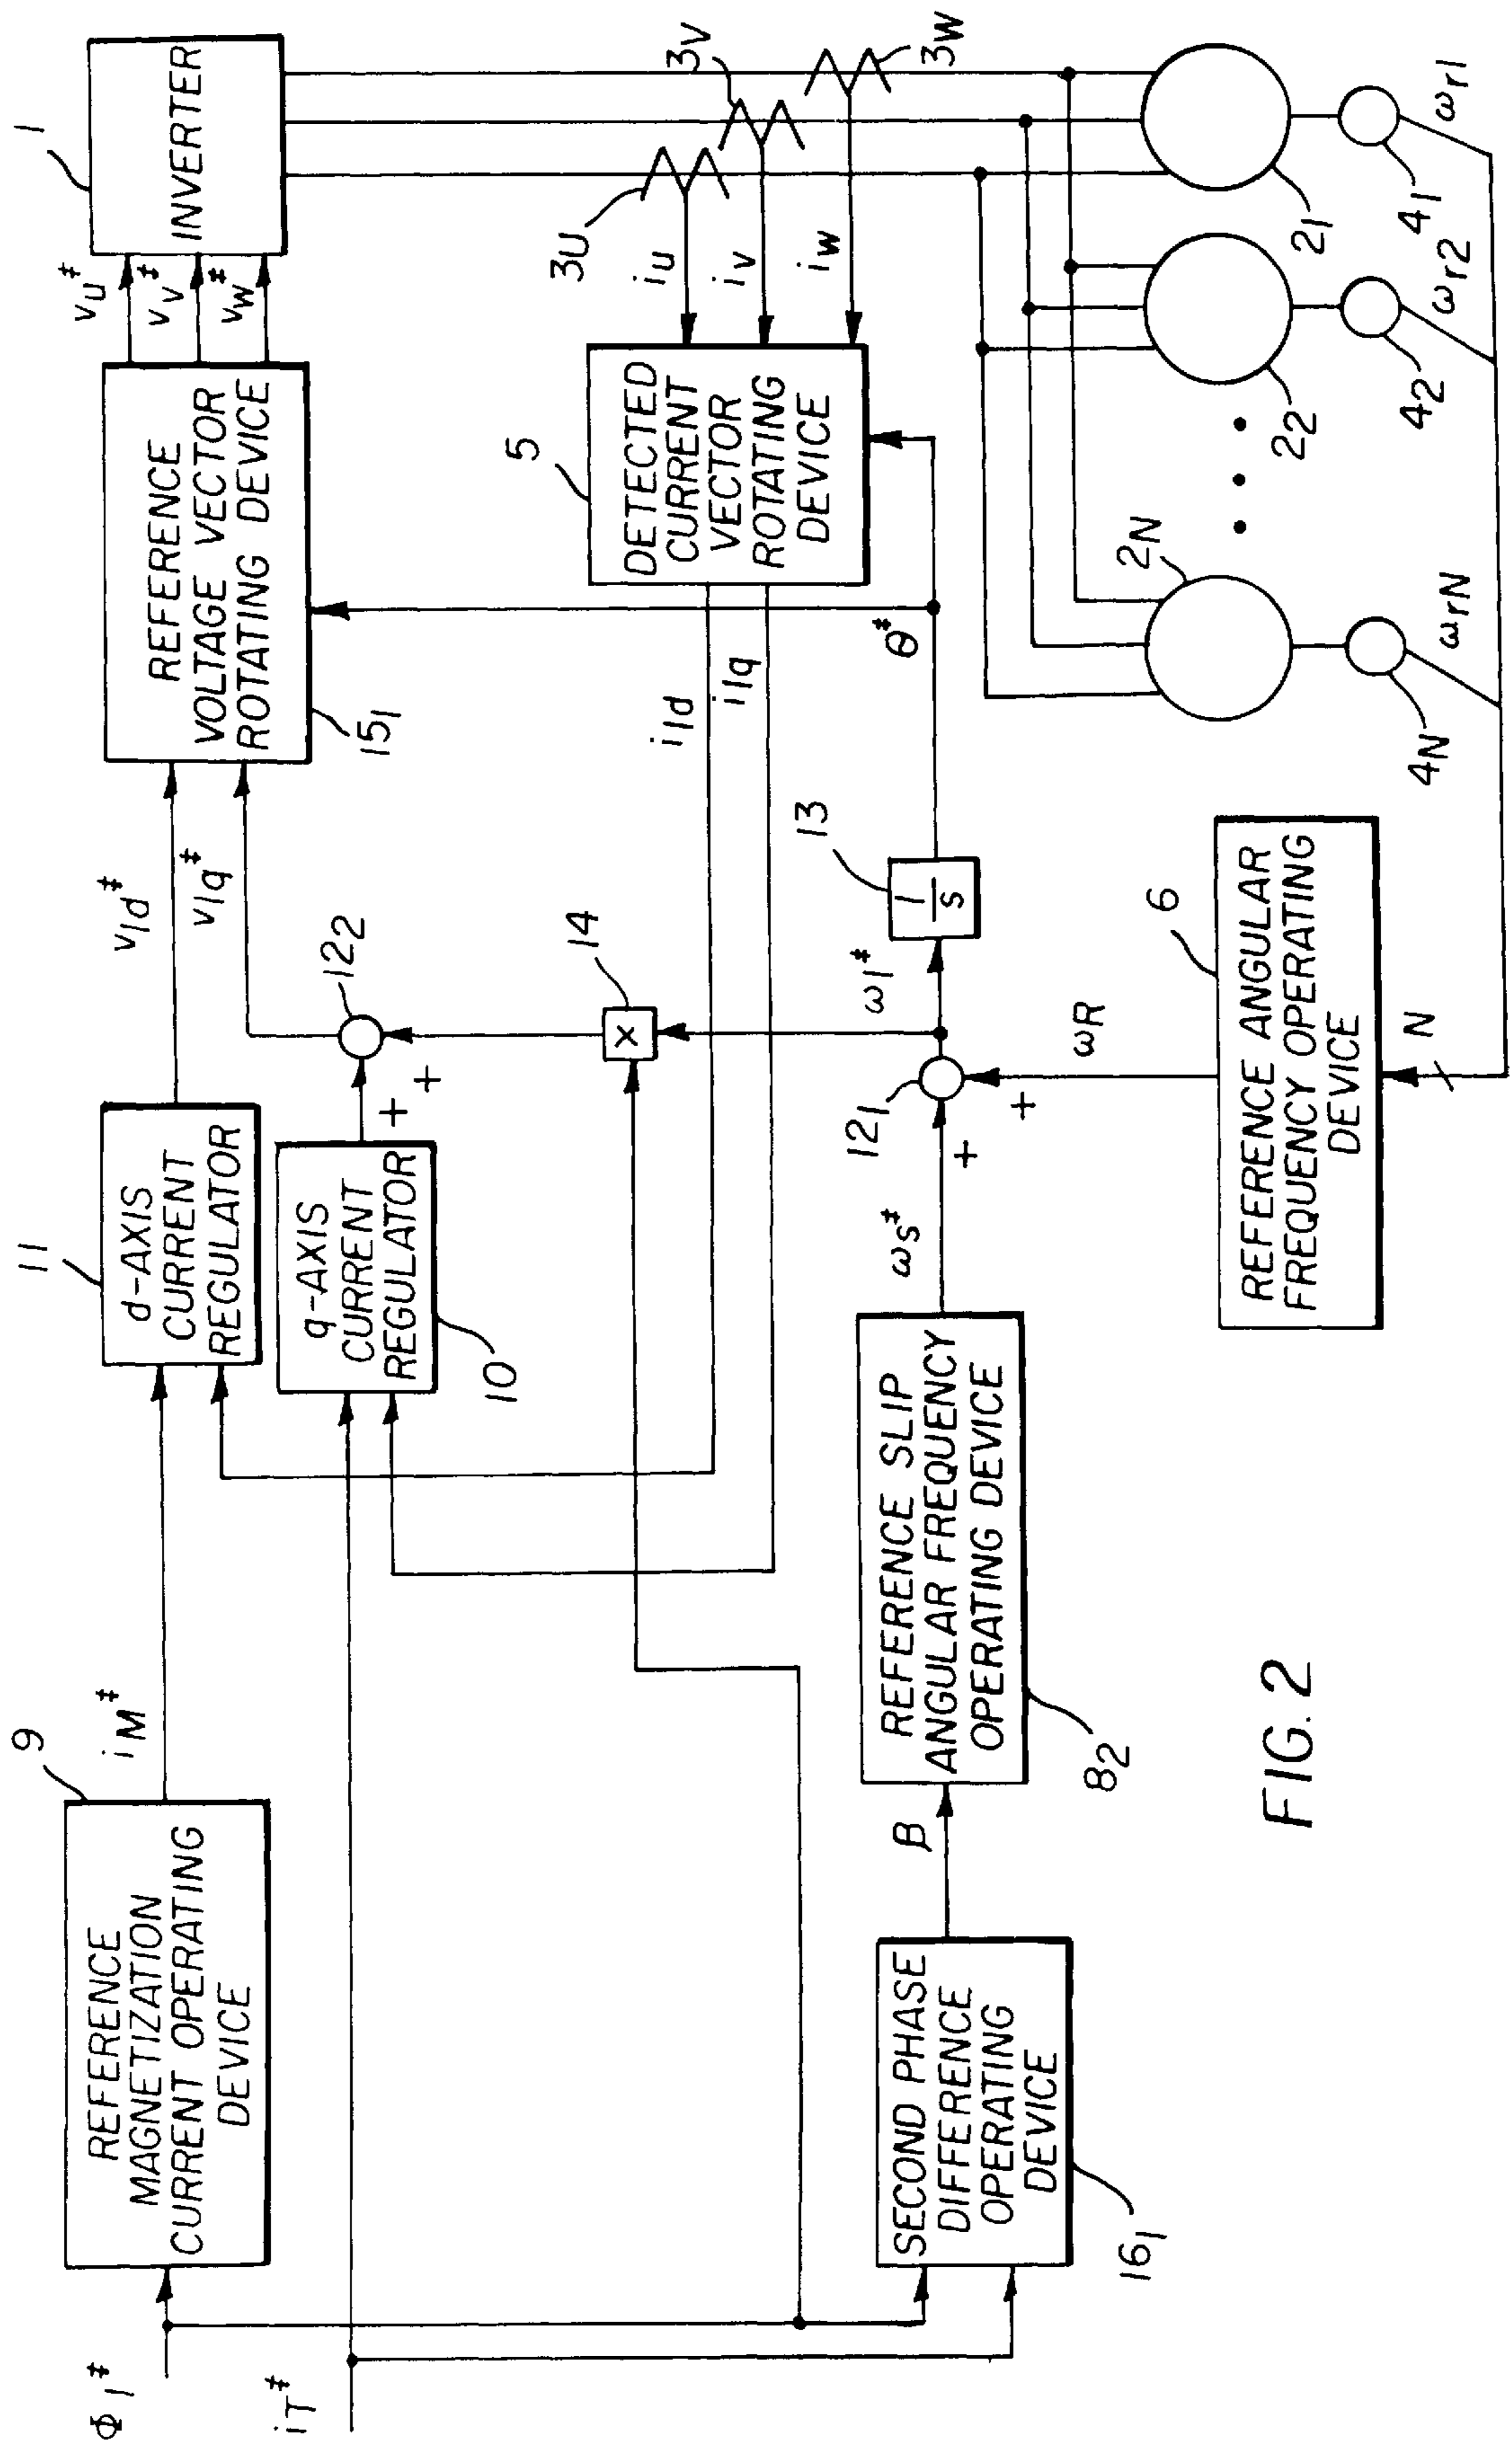 Φ1#
iT#
REFERENCE
MAGNETIZATION
CURRENT OPERATING
DEVICE
9
iM#
d-AXIS
CURRENT
REGULATOR
11
q-AXIS
CURRENT
REGULATOR
10
+
+
122
v1d#
v1q#
REFERENCE
VOLTAGE VECTOR
ROTATING DEVICE
151
vu#
vv#
vw#
INVERTER
1
3U
3V
3W
iu
iv
iw
DETECTED
CURRENT
VECTOR
ROTATING
DEVICE
5
i1d
i1q
θ#
X
14
1
s
13
ω1#
SECOND PHASE
DIFFERENCE
OPERATING
DEVICE
161
β
REFERENCE SLIP
ANGULAR FREQUENCY
OPERATING DEVICE
82
ωs#
121
+
+
ωR
REFERENCE ANGULAR
FREQUENCY OPERATING
DEVICE
6
N
2N
22
21
4N
42
41
ωrN
ωr2
ωr1
FIG. 2